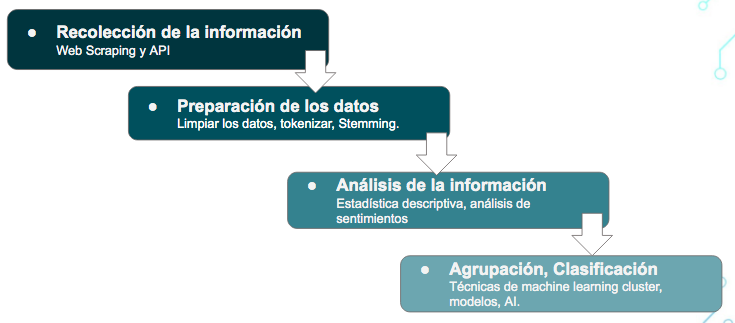 ● Recolección de la información
Web Scraping y API
● Preparación de los datos
Limpiar los datos, tokenizar, Stemming.
● Análisis de la información
Estadística descriptiva, análisis de
sentimientos
● Agrupación, Clasificación
Técnicas de machine learning cluster,
modelos, AI.